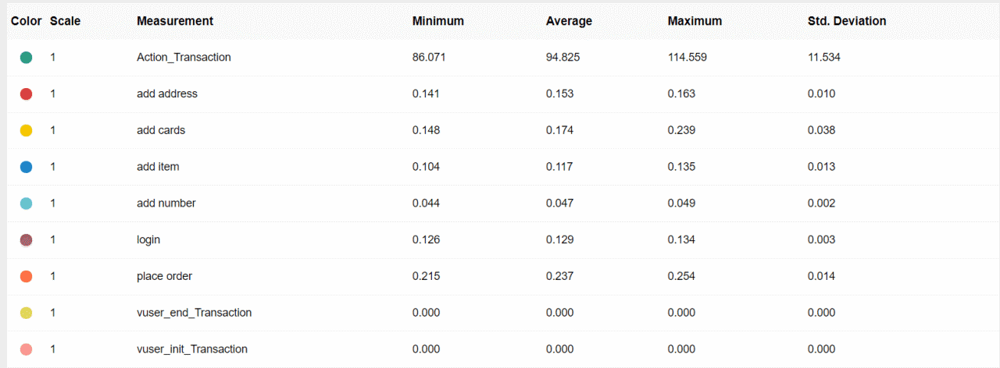 Color Scale Measurement Minimum Average Maximum Std. Deviation
1 Action_Transaction 86.071 94.825 114.559 11.534
1 add address 0.141 0.153 0.163 0.010
1 add cards 0.148 0.174 0.239 0.038
1 add item 0.104 0.117 0.135 0.013
1 add number 0.044 0.047 0.049 0.002
1 login 0.126 0.129 0.134 0.003
1 place order 0.215 0.237 0.254 0.014
1 vuser_end_Transaction 0.000 0.000 0.000 0.000
1 vuser_init_Transaction 0.000 0.000 0.000 0.000